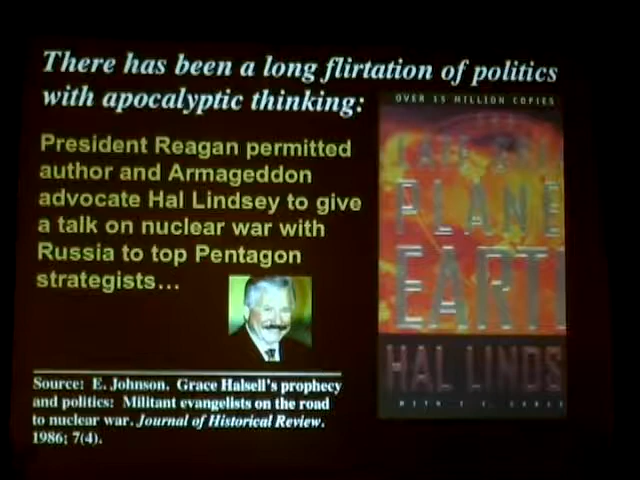 There has been a long flirtation of politics
with apocalyptic thinking:
OVER 15 MILLION COPIES
President Reagan permitted
author and Armageddon
advocate Hal Lindsey to give
a talk on nuclear war with
Russia to top Pentagon
strategists...
PLANE
EART
HAL LINDS
Source: E. Johnson. Grace Halsell's prophecy
and politics: Militant evangelists on the road
to nuclear war. Journal of Historical Review.
1986; 7(4).